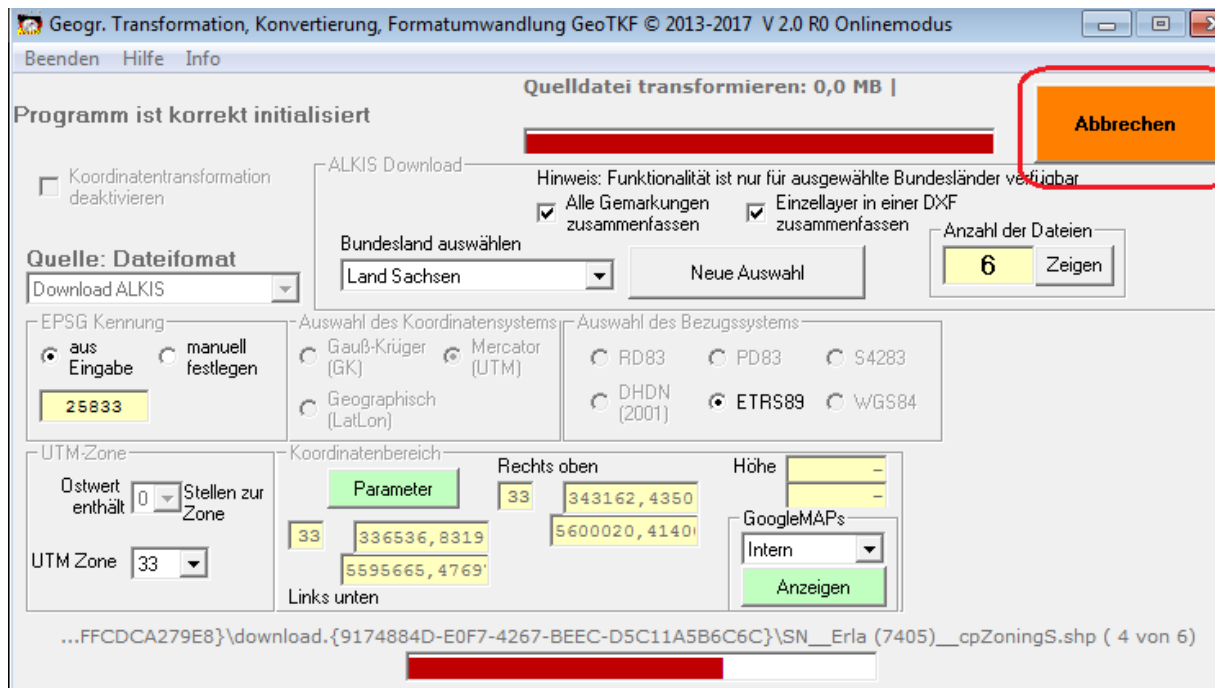 Geogr. Transformation, Konvertierung, Formatumwandlung GeoTKF © 2013-2017 V 2.0 R0 Onlinemodus
Beenden Hilfe Info
Quelldatei transformieren: 0,0 MB |
Programm ist korrekt initialisiert
Abbrechen
Koordinatentransformation
deaktivieren
ALKIS Download
Hinweis: Funktionalität ist nur für ausgewählte Bundesländer verfügbar
Alle Gemarkungen
zusammenfassen
Einzellayer in einer DXF
zusammenfassen
Bundesland auswählen
Land Sachsen
Neue Auswahl
Anzahl der Dateien
6 Zeigen
Quelle: Dateifomat
Download ALKIS
EPSG Kennung
aus
Eingabe
manuell
festlegen
25833
Auswahl des Koordinatensystems
Gauß-Krüger
(GK)
Mercator
(UTM)
Geographisch
(LatLon)
Auswahl des Bezugssystems
RD83 PD83 S4283
DHDN
(2001)
ETRS89 WGS84
UTM-Zone
Ostwert
enthält
0
Stellen zur
Zone
UTM Zone 33
Koordinatenbereich
Parameter
Rechts oben
33 343162,4350
5600020,4140
33 336536,8319
5595665,4769
Links unten
Höhe –
–
GoogleMAPs
Intern
Anzeigen
...FFCDCA279E8}\download.{9174884D-E0F7-4267-BEEC-D5C11A5B6C6C}\SN__Erla (7405)__cpZoningS.shp ( 4 von 6)